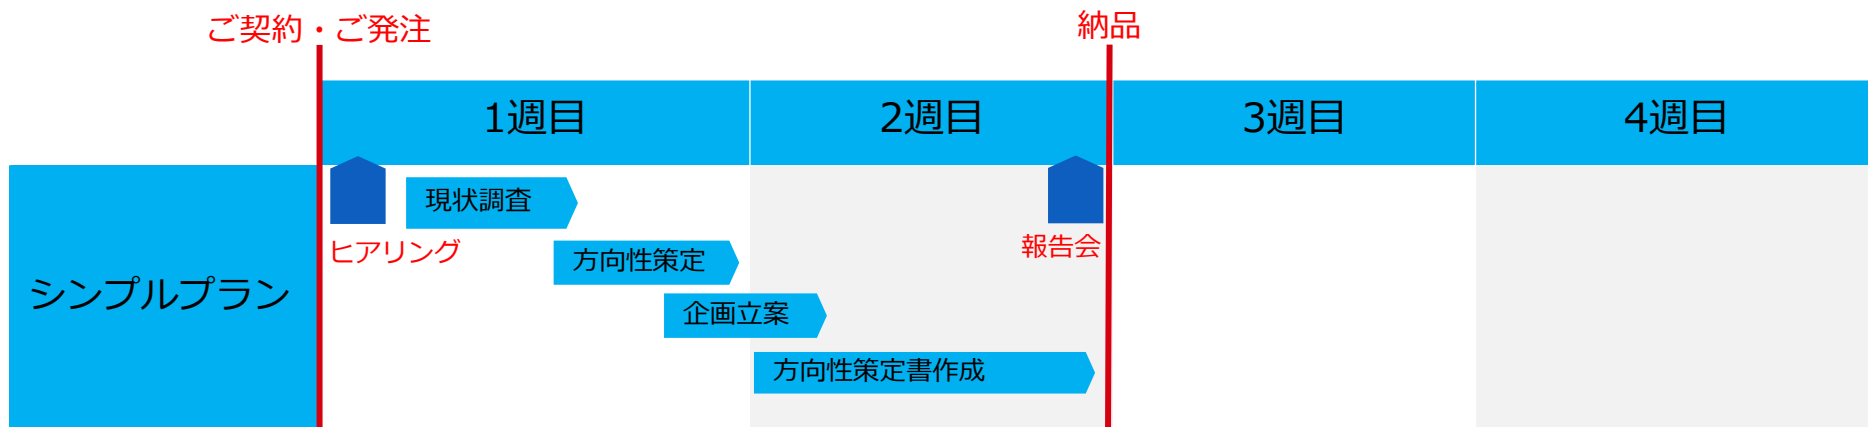 ご契約・ご発注
納品
1週目
2週目
3週目
4週目
シンプルプラン
現状調査
ヒアリング
報告会
方向性策定
企画立案
方向性策定書作成